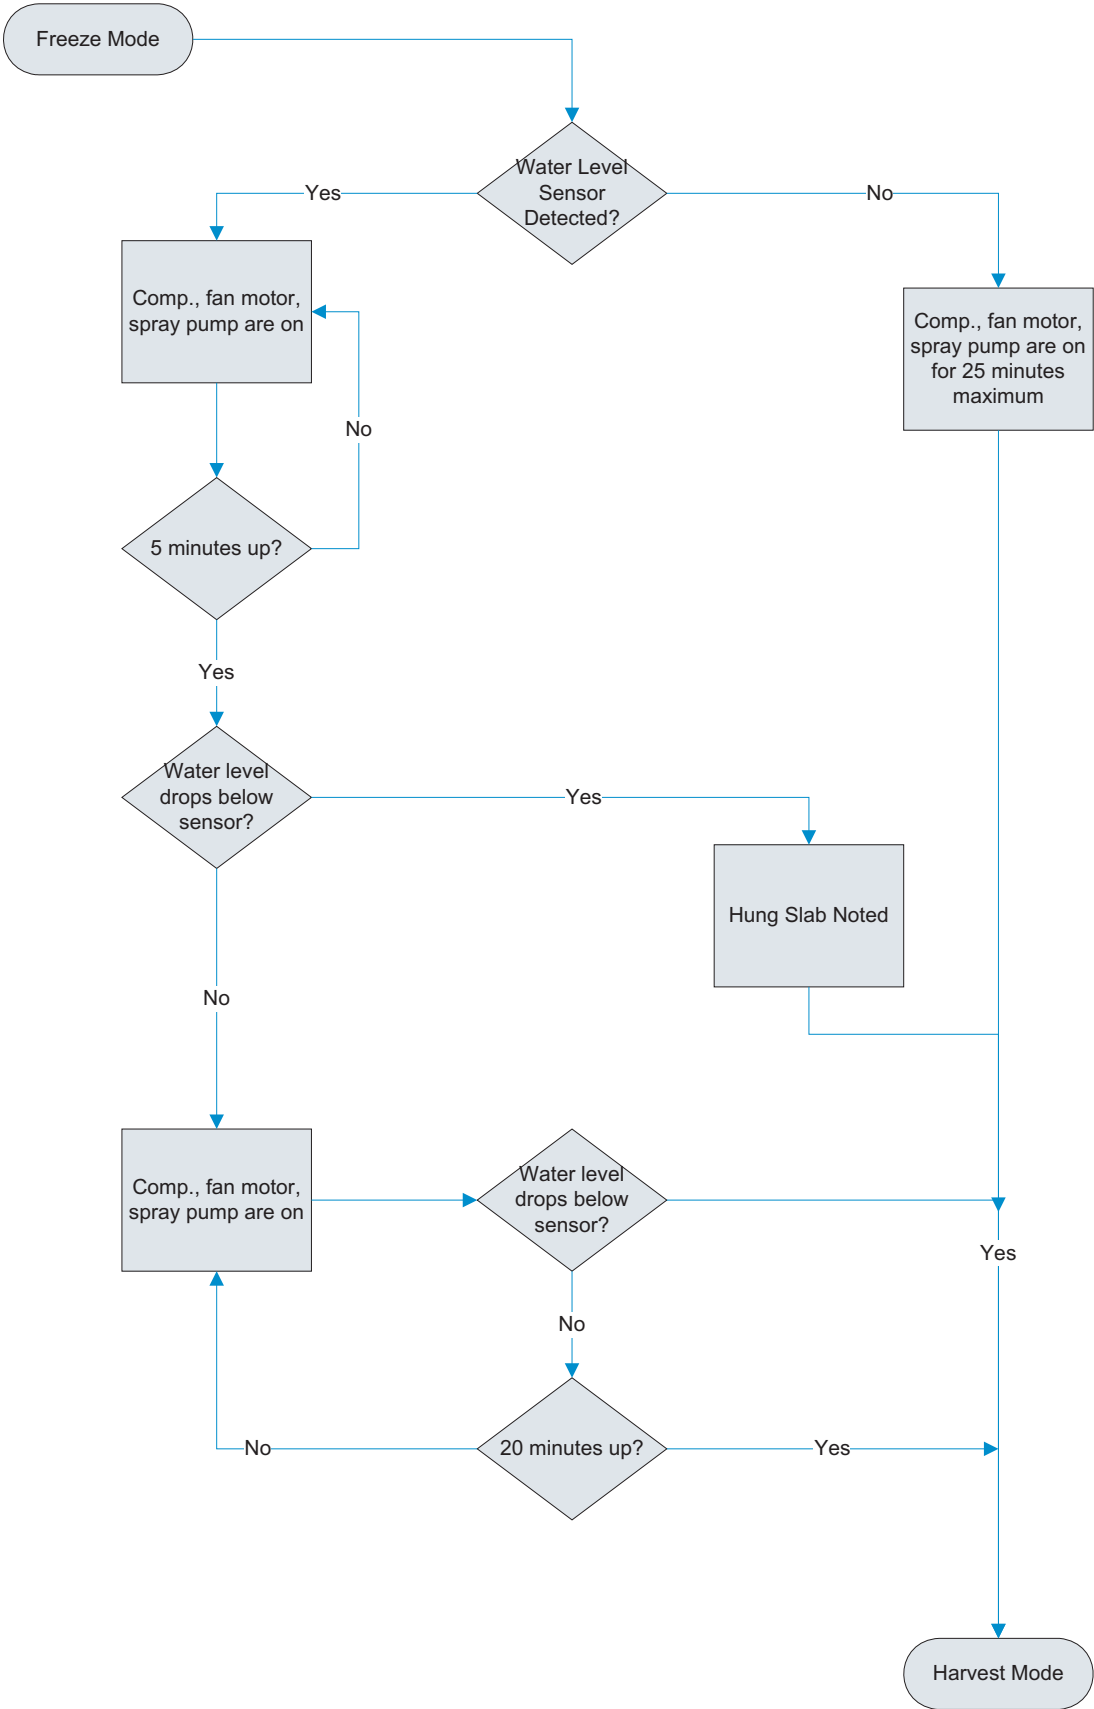 Freeze Mode
Water Level
Sensor
Detected?
Yes
No
Comp., fan motor,
spray pump are on
Comp., fan motor,
spray pump are on
for 25 minutes
maximum
No
5 minutes up?
Yes
Water level
drops below
sensor?
Yes
Hung Slab Noted
No
Comp., fan motor,
spray pump are on
Water level
drops below
sensor?
Yes
No
20 minutes up?
No
Yes
Harvest Mode